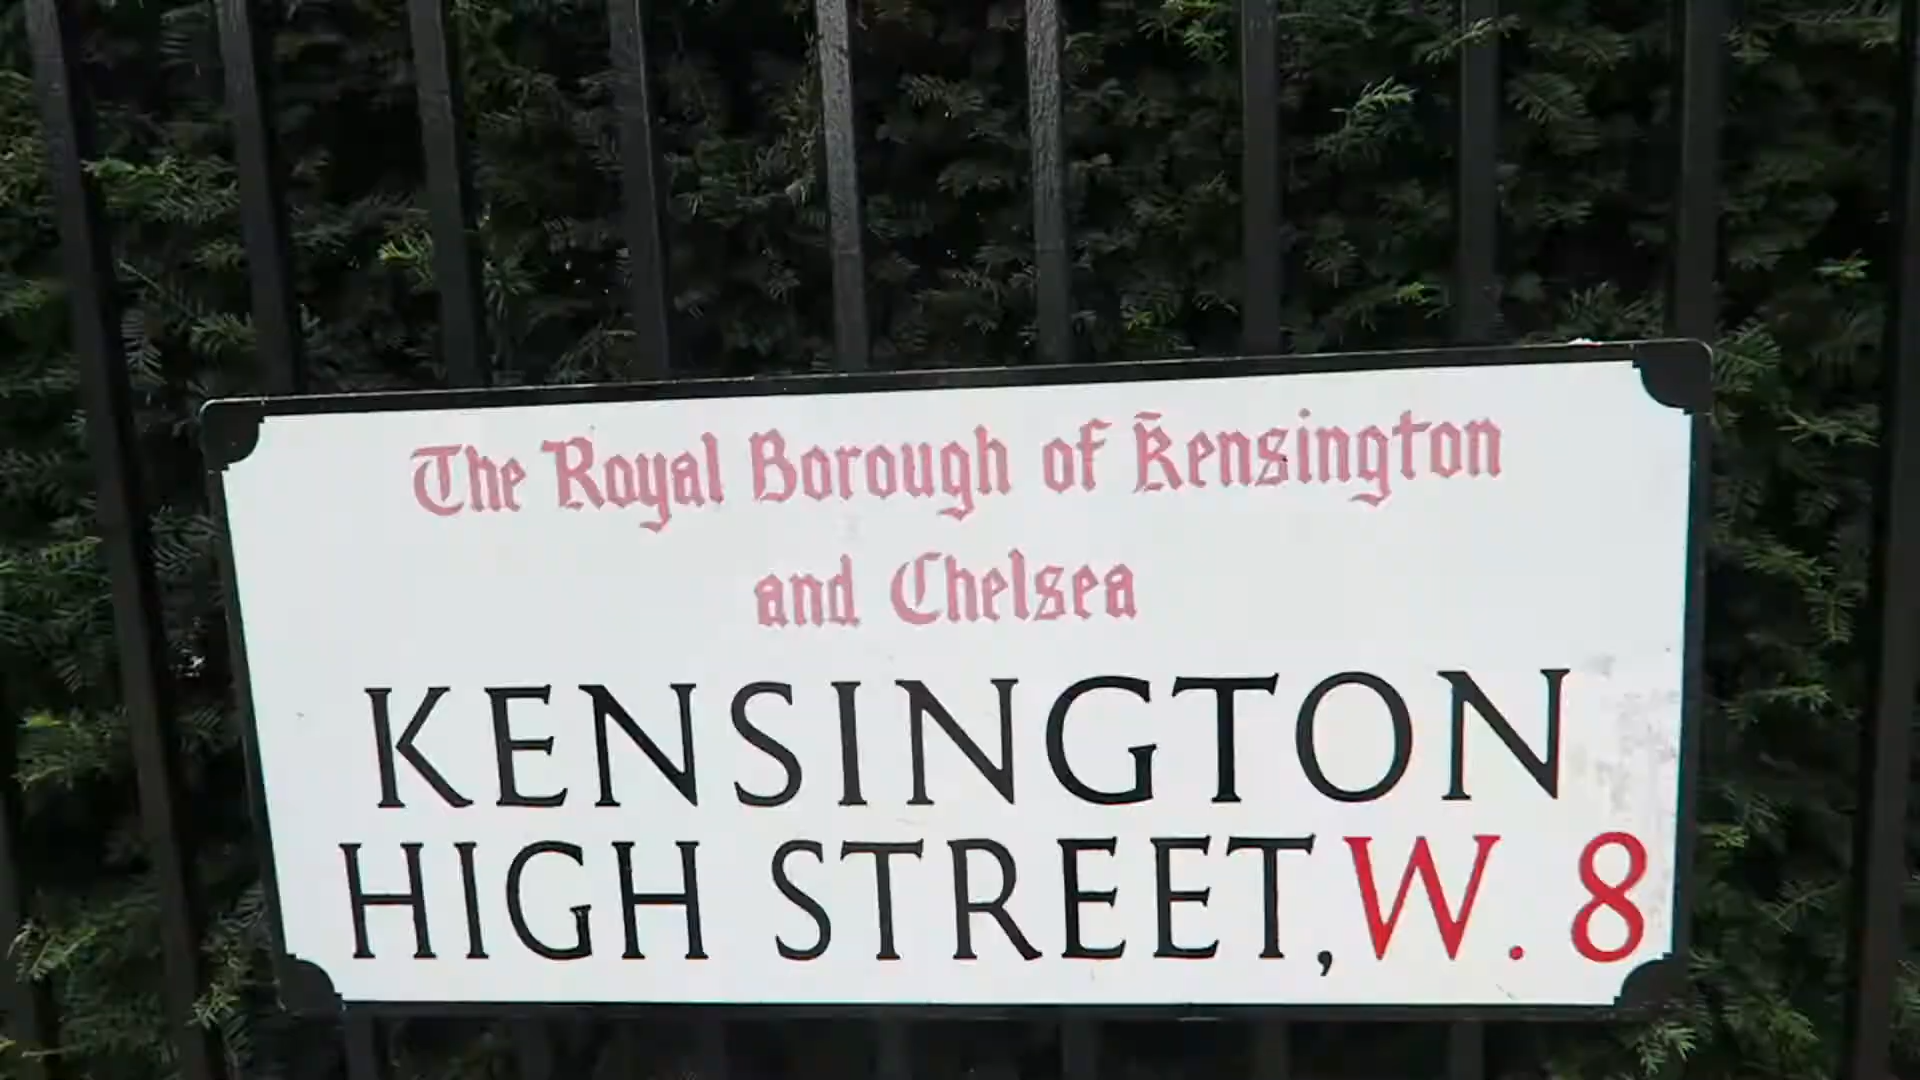 The Royal Borough of Kensington
and Chelsea
KENSINGTON
HIGH STREET, W. 8